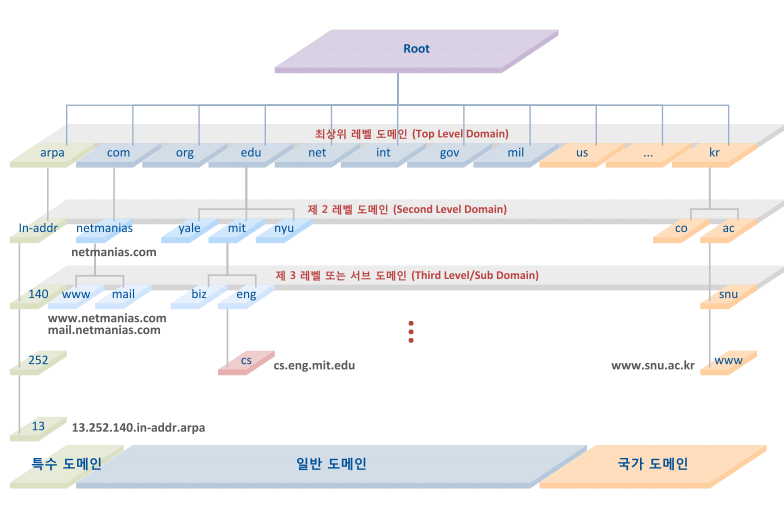 Root
최상위 레벨 도메인 (Top Level Domain)
arpa com org edu net int gov mil us ... kr
제 2 레벨 도메인 (Second Level Domain)
In-addr netmanias yale mit nyu co ac
netmanias.com
제 3 레벨 또는 서브 도메인 (Third Level/Sub Domain)
140 www mail biz eng snu
www.netmanias.com
mail.netmanias.com
252 cs cs.eng.mit.edu www.snu.ac.kr www
13 13.252.140.in-addr.arpa
특수 도메인 일반 도메인 국가 도메인